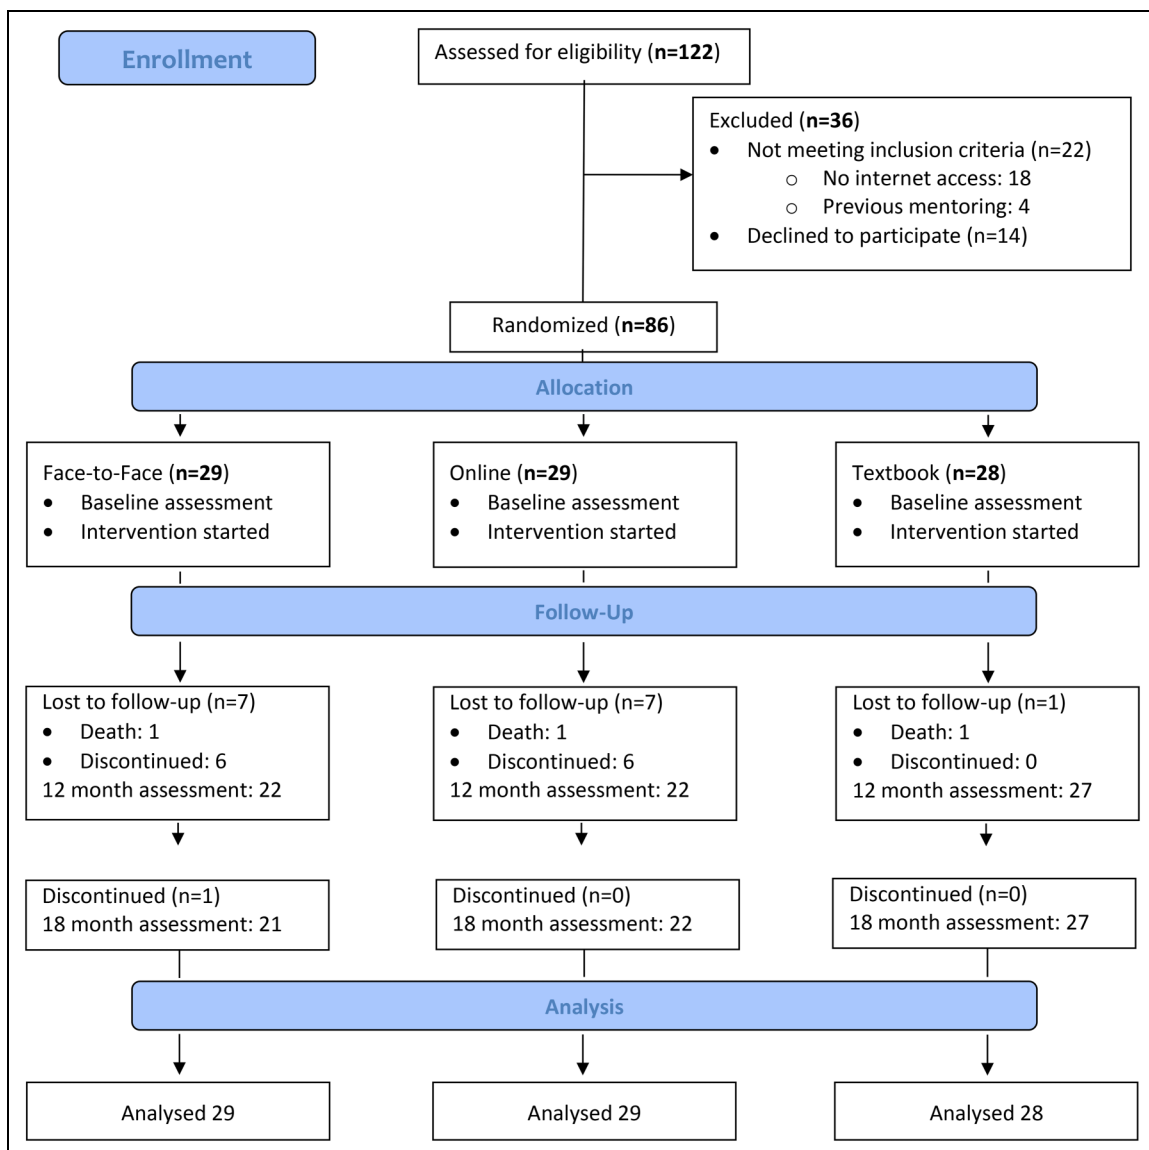 Enrollment
Assessed for eligibility (n=122)
Excluded (n=36)
• Not meeting inclusion criteria (n=22)
o No internet access: 18
o Previous mentoring: 4
• Declined to participate (n=14)
Randomized (n=86)
Allocation
Face-to-Face (n=29)
• Baseline assessment
• Intervention started
Online (n=29)
• Baseline assessment
• Intervention started
Textbook (n=28)
• Baseline assessment
• Intervention started
Follow-Up
Lost to follow-up (n=7)
• Death: 1
• Discontinued: 6
12 month assessment: 22
Lost to follow-up (n=7)
• Death: 1
• Discontinued: 6
12 month assessment: 22
Lost to follow-up (n=1)
• Death: 1
• Discontinued: 0
12 month assessment: 27
Discontinued (n=1)
18 month assessment: 21
Discontinued (n=0)
18 month assessment: 22
Discontinued (n=0)
18 month assessment: 27
Analysis
Analysed 29
Analysed 29
Analysed 28